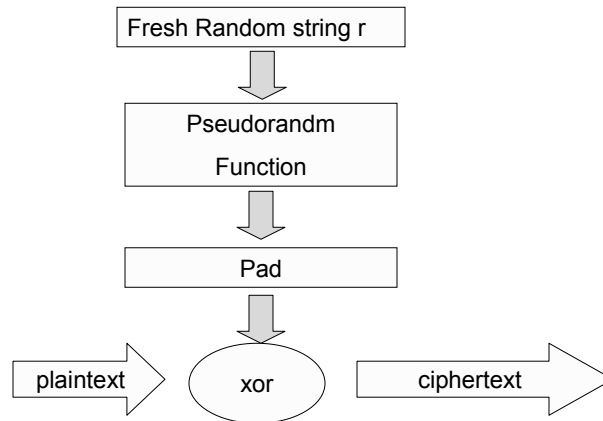 Fresh Random string r
Pseudorandm
Function
Pad
plaintext
xor
ciphertext